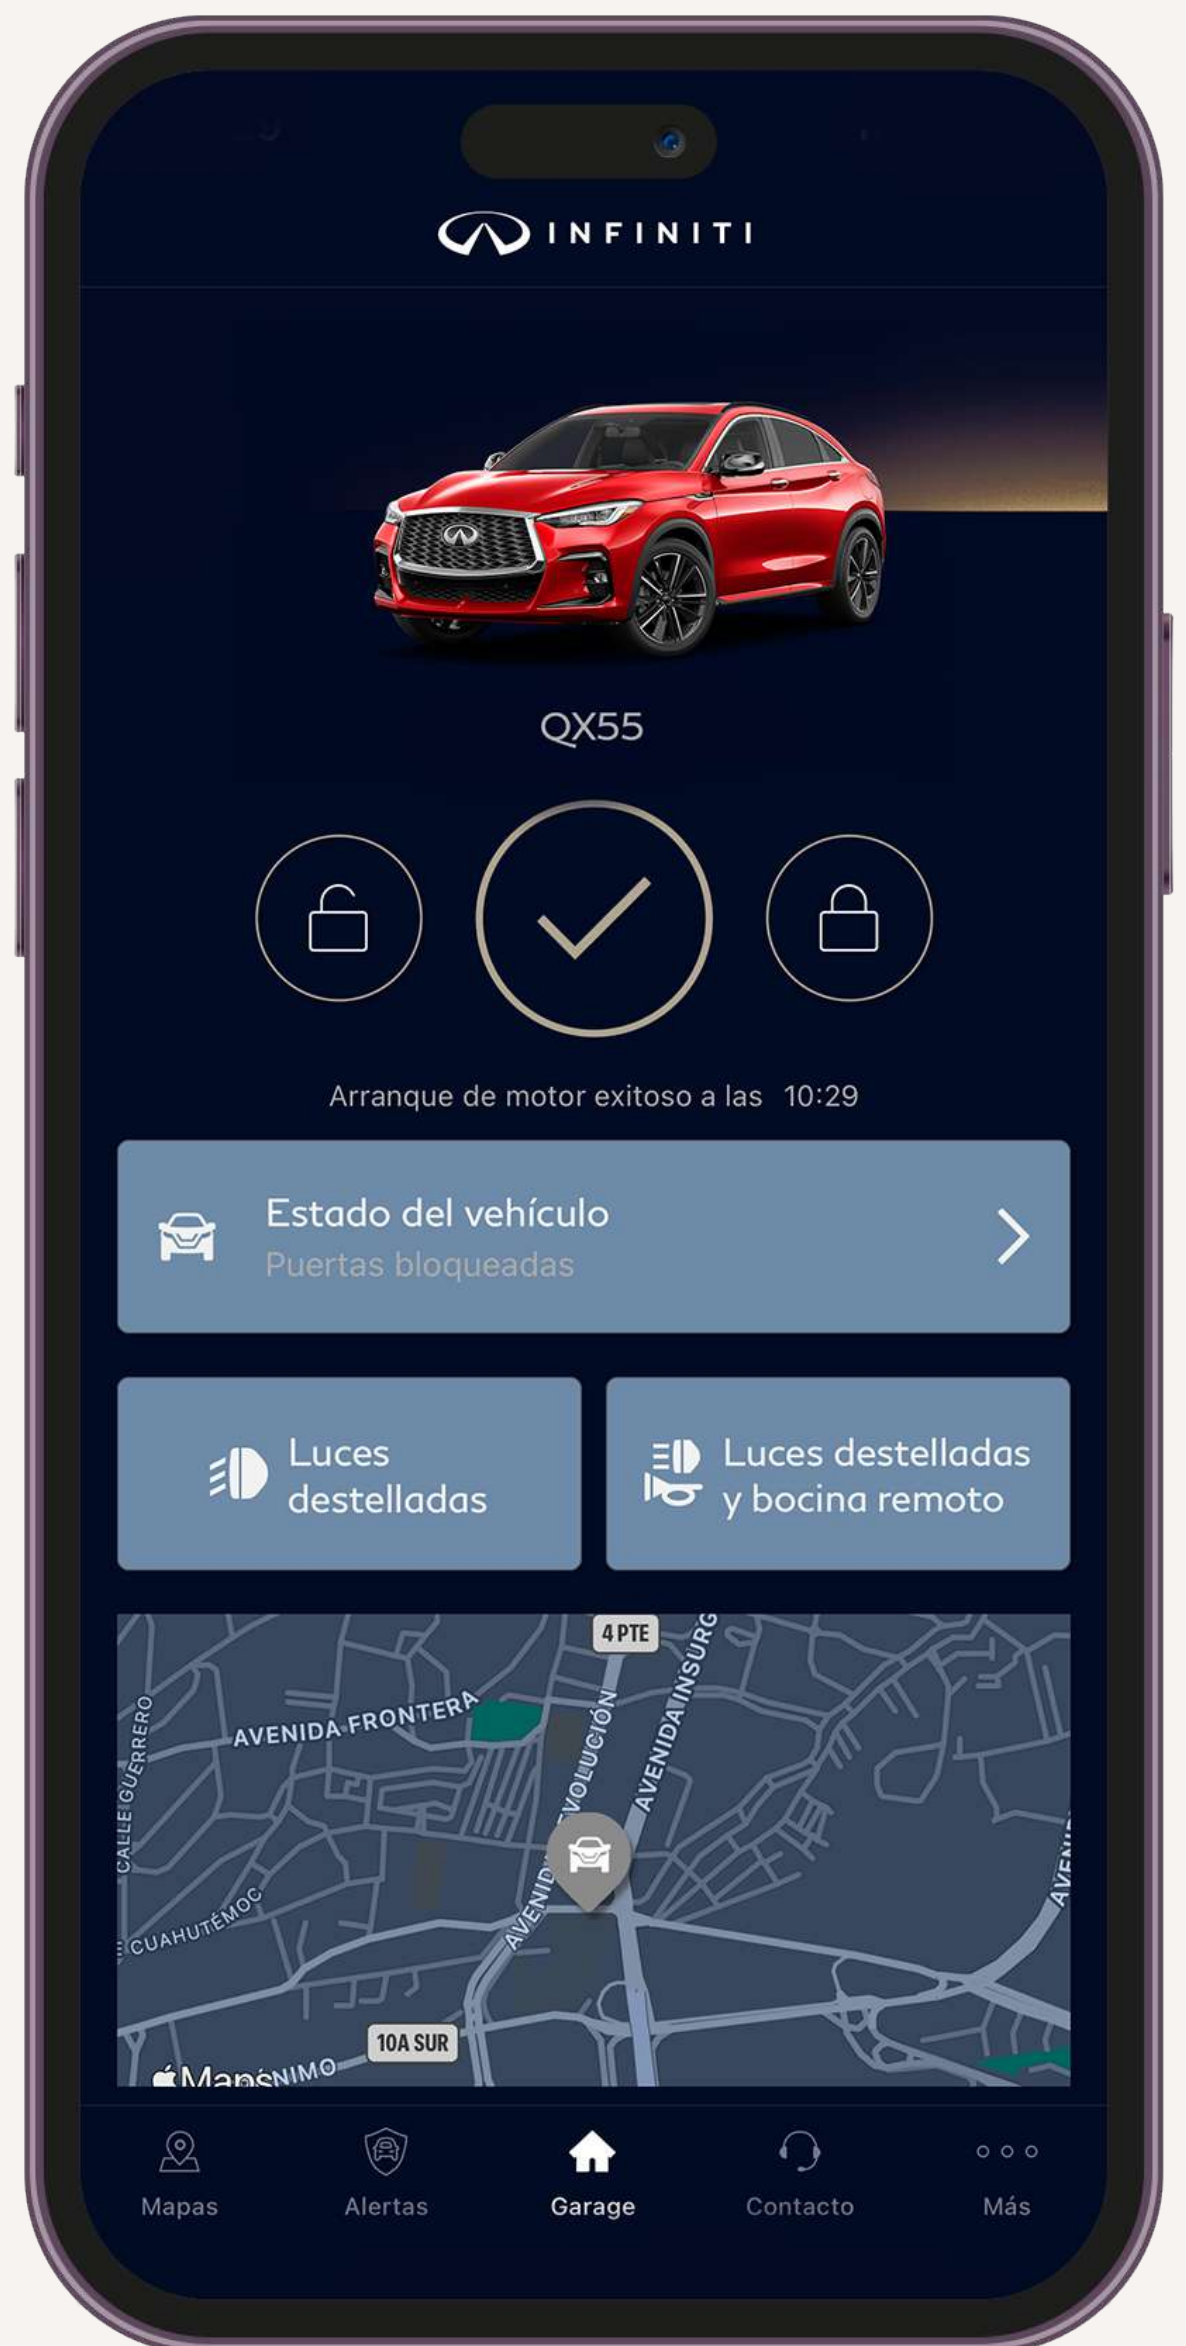 INFINITI
QX55
Arranque de motor exitoso a las 10:29
Estado del vehículo
Puertas bloqueadas
Luces
destelladas
Luces destelladas
y bocina remoto
4 PTE
AVENIDA INSURG
AVENIDA FRONTERA
CALLE GUERRERO
CUAHUTÉMOC
10A SUR
Maps
Mapas
Alertas
Garage
Contacto
Más